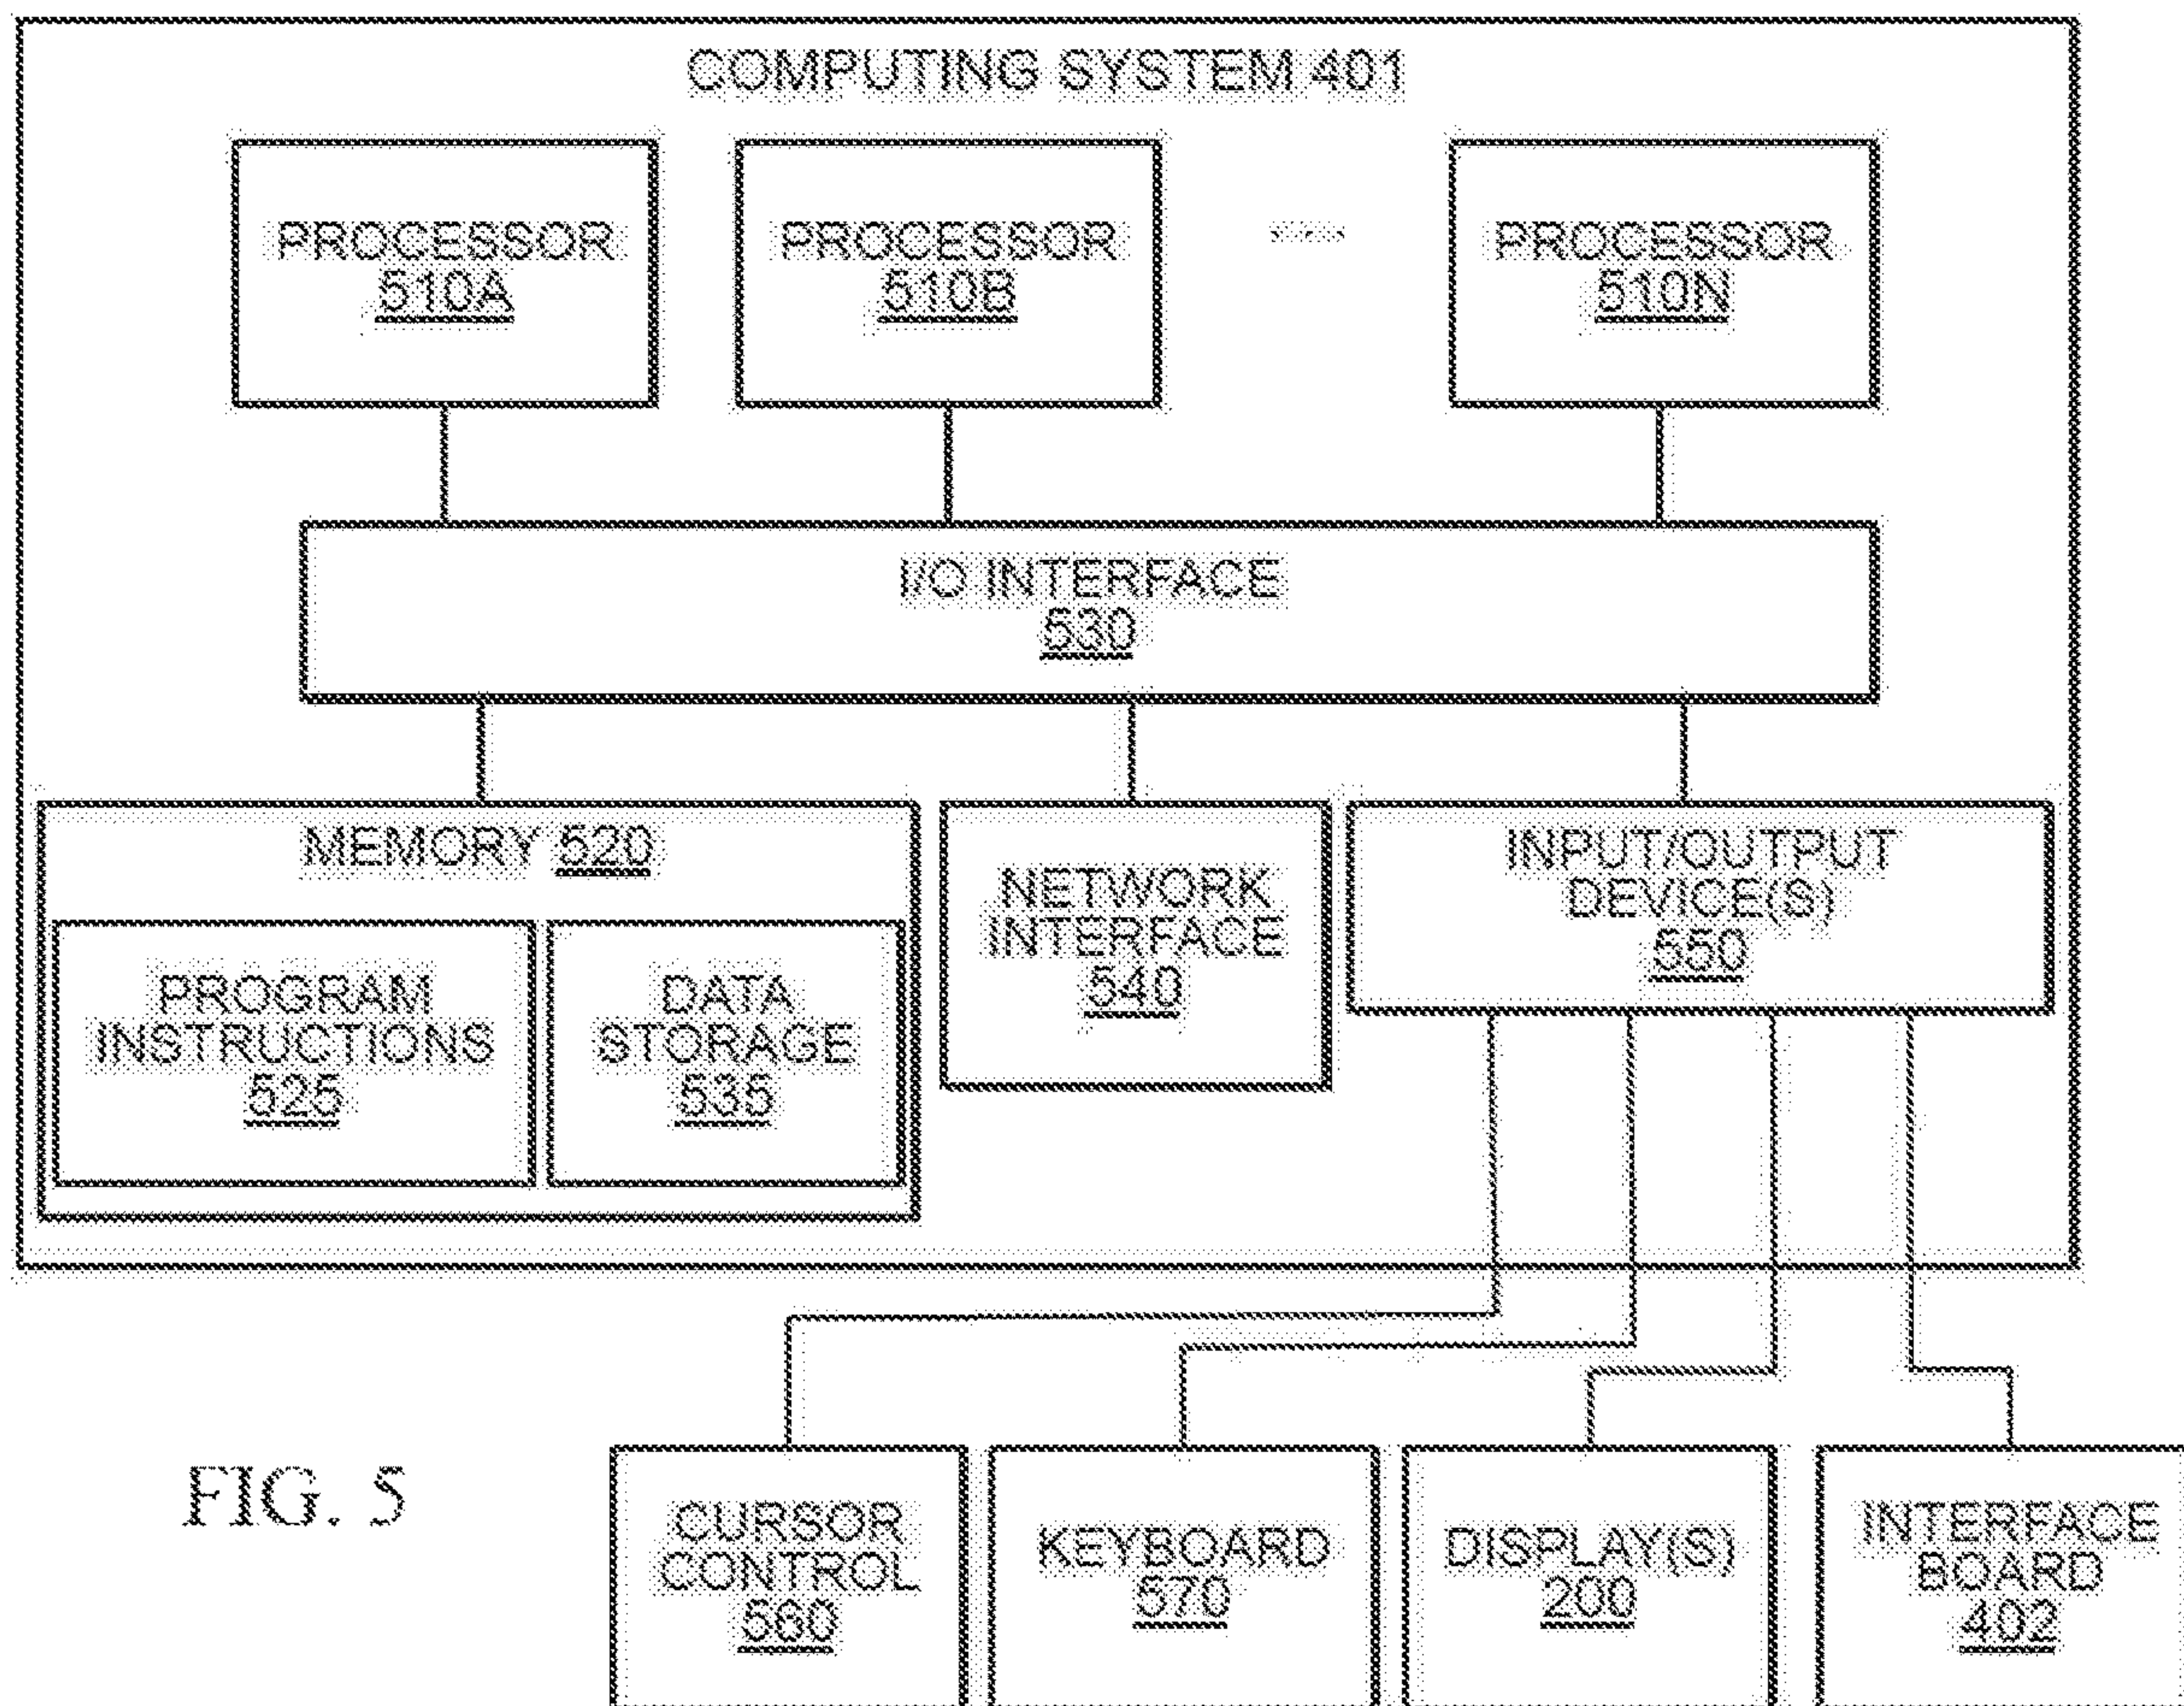 COMPUTING SYSTEM 401
PROCESSOR
510A
PROCESSOR
510B
PROCESSOR
510N
I/O INTERFACE
530
MEMORY 520
PROGRAM
INSTRUCTIONS
525
DATA
STORAGE
535
NETWORK
INTERFACE
540
INPUT/OUTPUT
DEVICE(S)
550
FIG. 5
CURSOR
CONTROL
560
KEYBOARD
570
DISPLAY(S)
200
INTERFACE
BOARD
402